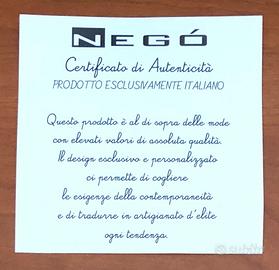 NEGÓ
Certificato di Autenticità
PRODOTTO ESCLUSIVAMENTE ITALIANO
Questo prodotto è al di sopra delle mode
con elevati valori di assoluta qualità.
Il design esclusivo e personalizzato
ci permette di cogliere
le esigenze della contemporaneità
e di tradurre in artigianato d'elite
ogni tendenza.
subito